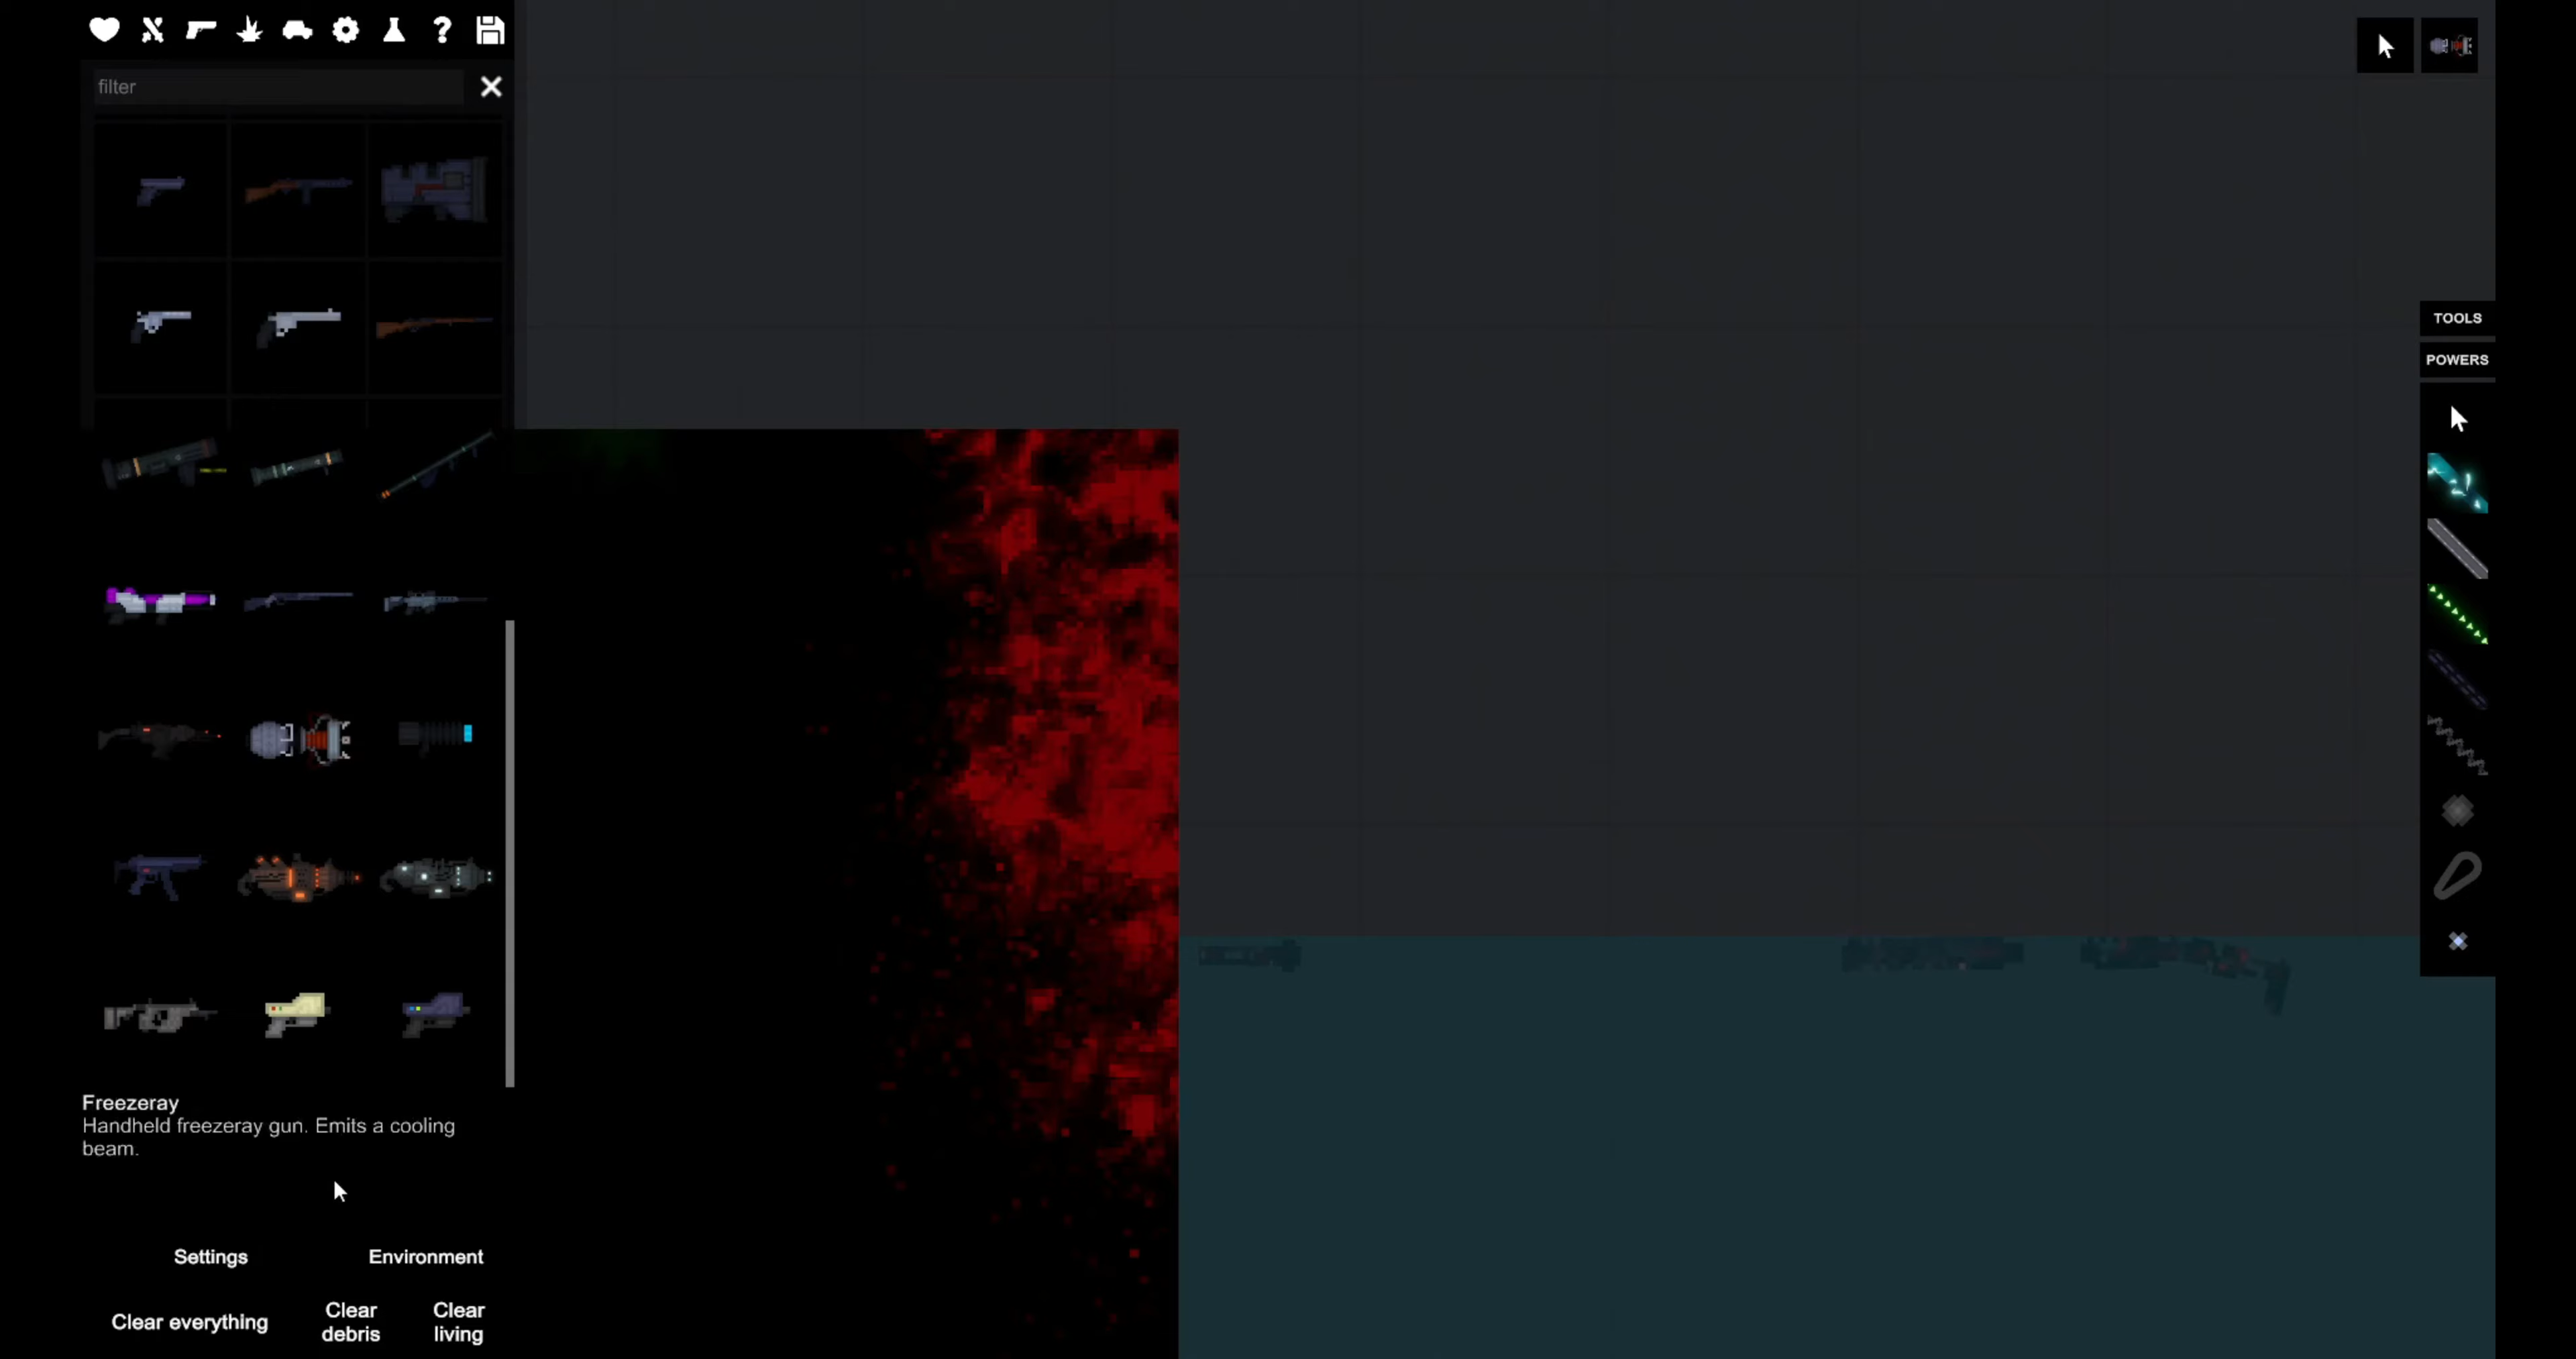 filter
TOOLS
POWERS
Freezeray
Handheld freezeray gun. Emits a cooling
beam.
Settings
Environment
Clear everything
Clear
debris
Clear
living